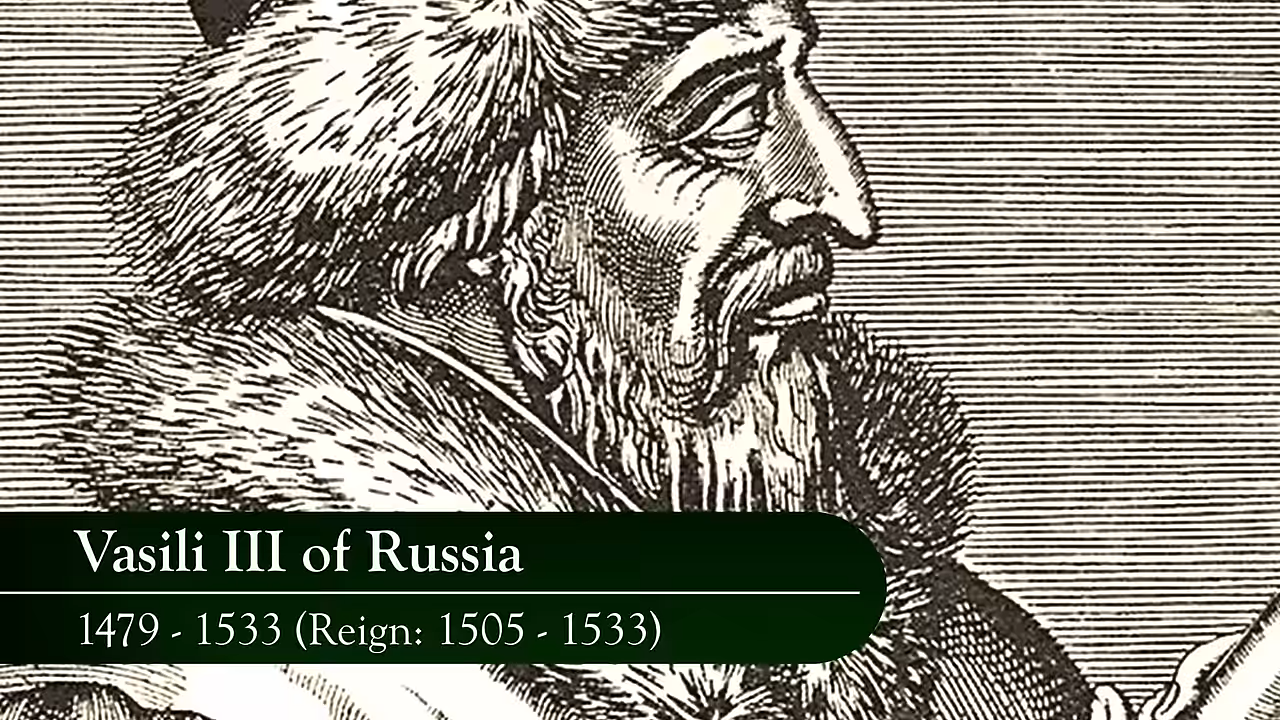 Vasili III of Russia
1479 - 1533 (Reign: 1505 - 1533)